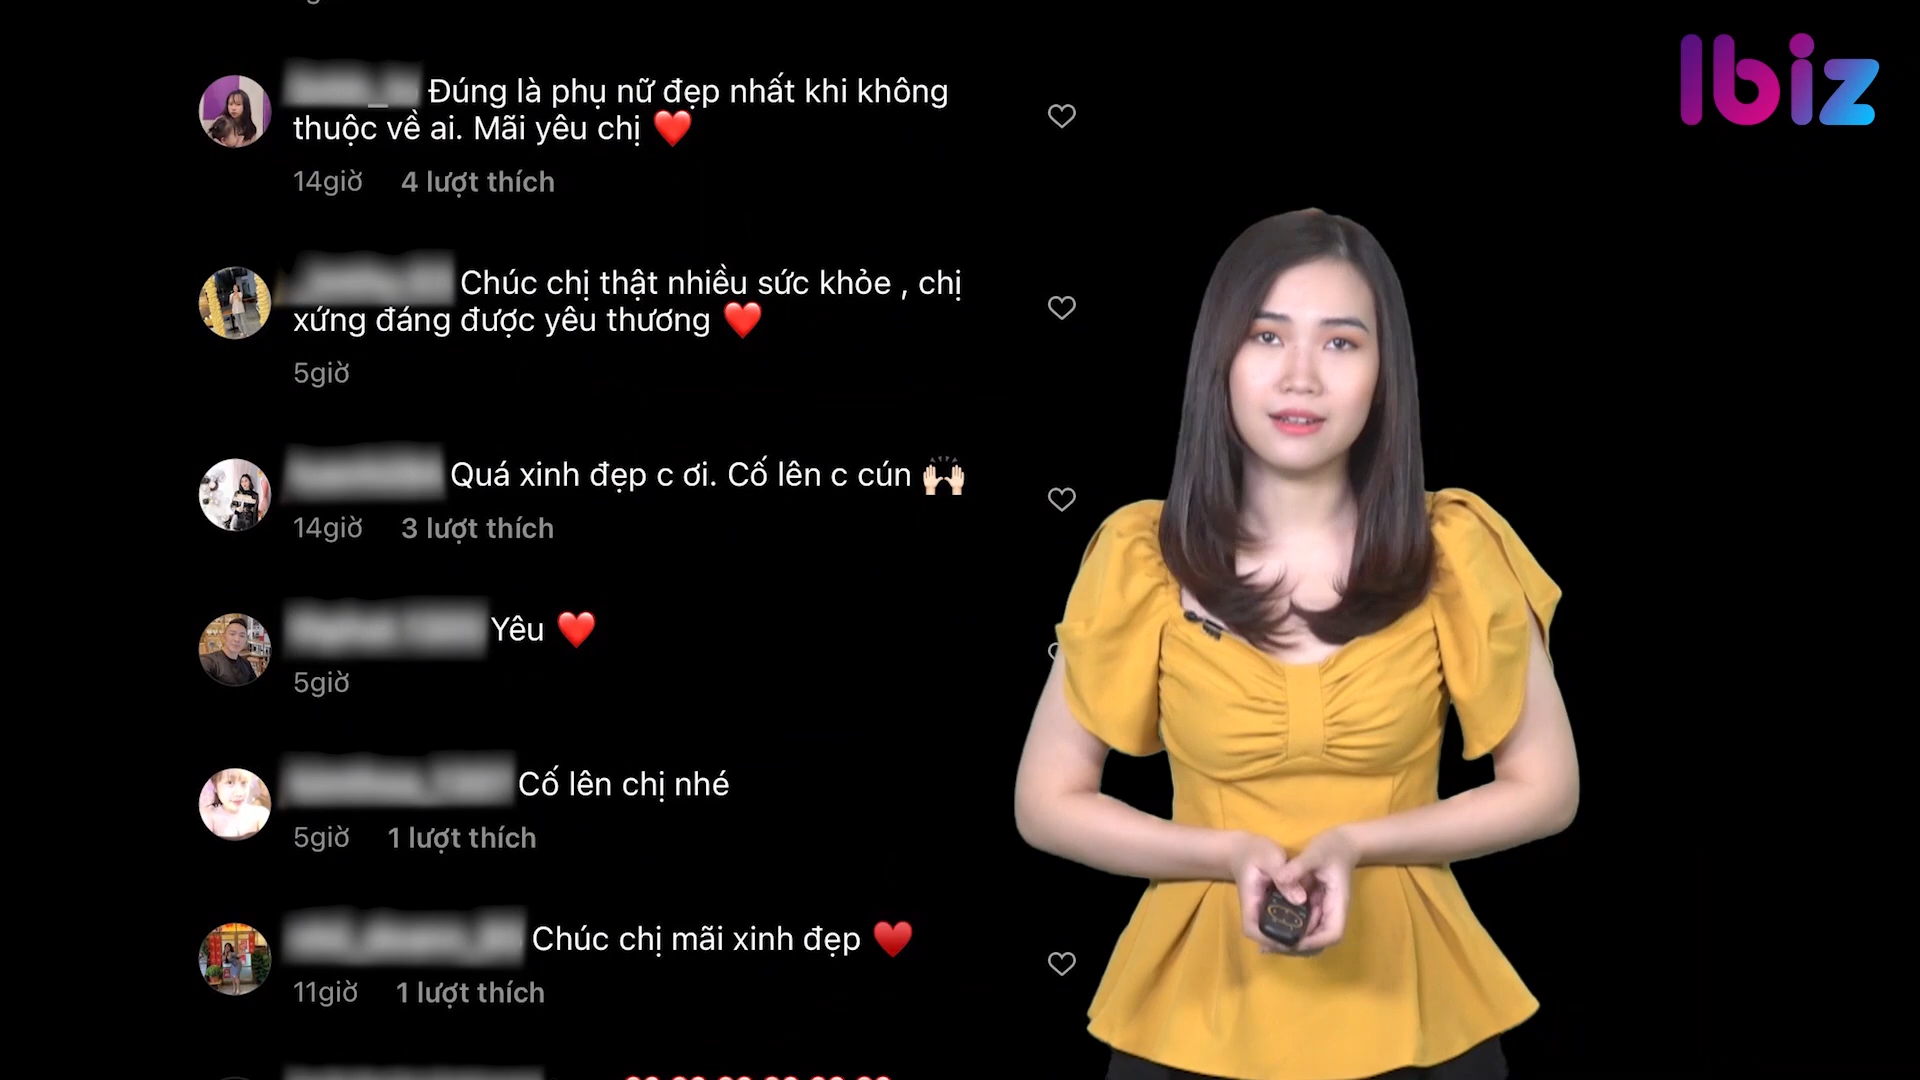 Ibiz
Đúng là phụ nữ đẹp nhất khi không
thuộc về ai. Mãi yêu chị ❤️
14giờ 4 lượt thích
Chúc chị thật nhiều sức khỏe , chị
xứng đáng được yêu thương ❤️
5giờ
Quá xinh đẹp c ơi. Cố lên c cún 🙌🏻
14giờ 3 lượt thích
Yêu ❤️
5giờ
Cố lên chị nhé
5giờ 1 lượt thích
Chúc chị mãi xinh đẹp ❤️
11giờ 1 lượt thích